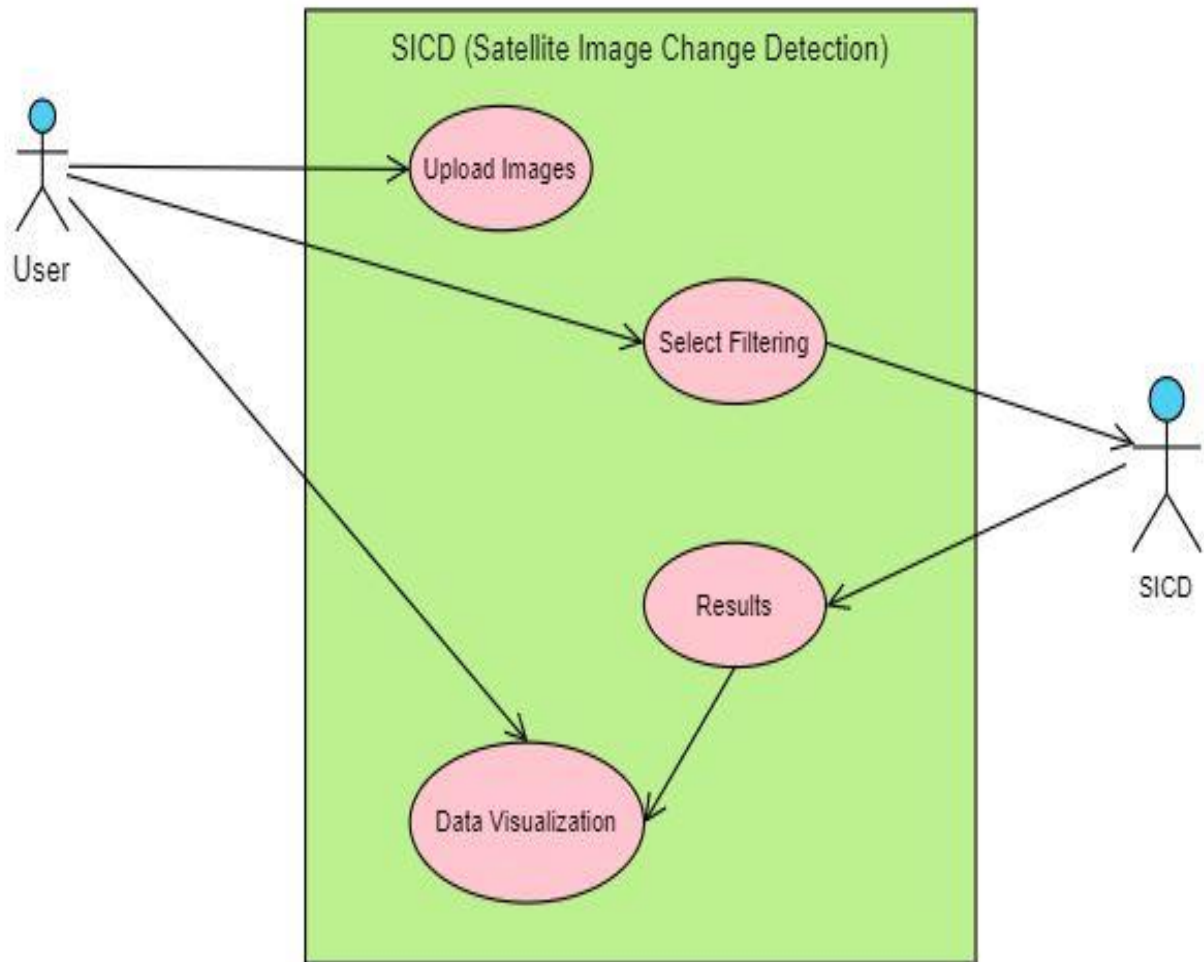 SICD (Satellite Image Change Detection)
Upload Images
User
Select Filtering
SICD
Results
Data Visualization